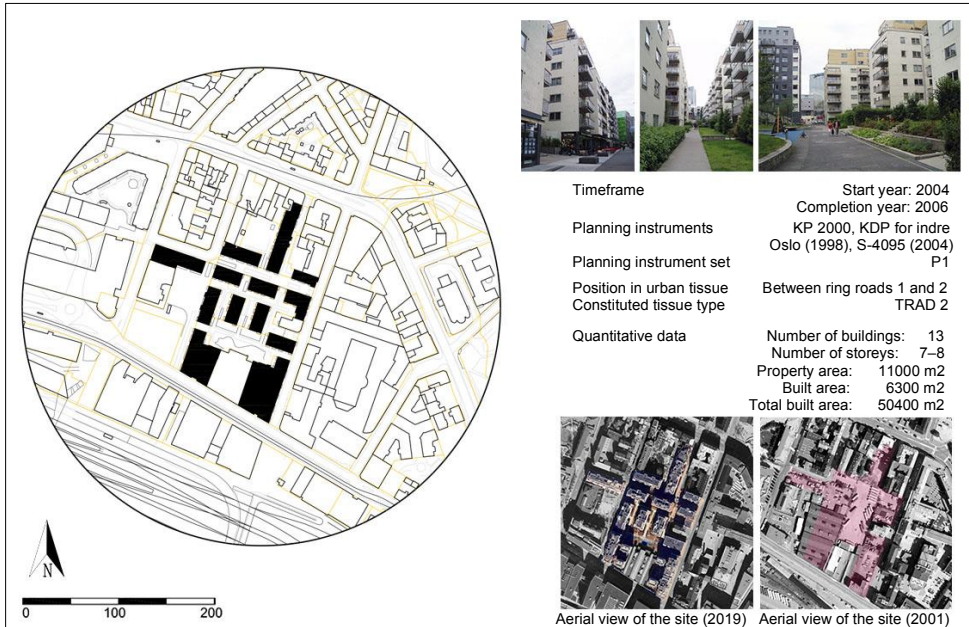 Timeframe Start year: 2004
Completion year: 2006
Planning instruments KP 2000, KDP for indre
Oslo (1998), S-4095 (2004)
Planning instrument set P1
Position in urban tissue Between ring roads 1 and 2
Constituted tissue type TRAD 2
Quantitative data Number of buildings: 13
Number of storeys: 7–8
Property area: 11000 m2
Built area: 6300 m2
Total built area: 50400 m2
N
0 100 200
Aerial view of the site (2019) Aerial view of the site (2001)